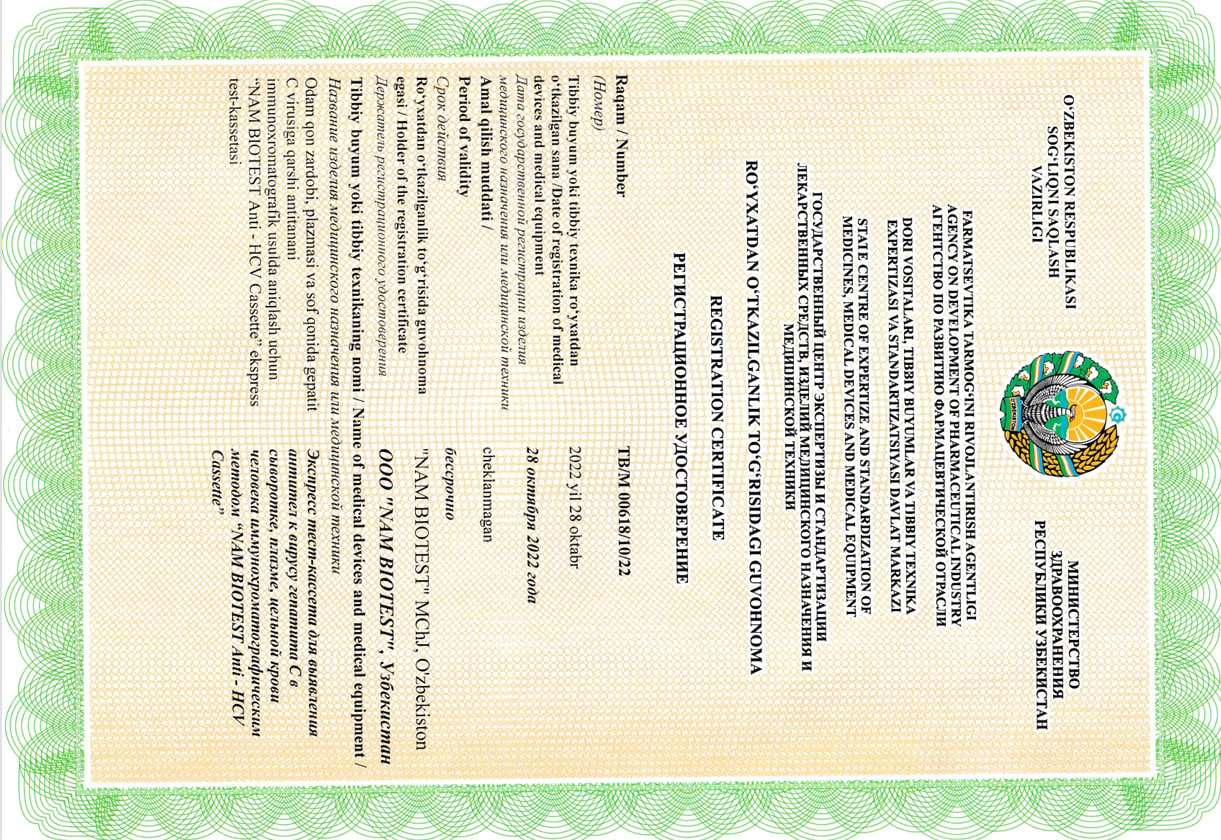 O‘ZBEKISTON RESPUBLIKASI
SOG‘LIQNI SAQLASH
VAZIRLIGI
МИНИСТЕРСТВО
ЗДРАВООХРАНЕНИЯ
РЕСПУБЛИКИ УЗБЕКИСТАН
FARMATSEVTIKA TARMOG‘INI RIVOJLANTIRISH AGENTLIGI
AGENCY ON DEVELOPMENT OF PHARMACEUTICAL INDUSTRY
АГЕНТСТВО ПО РАЗВИТИЮ ФАРМАЦЕВТИЧЕСКОЙ ОТРАСЛИ
DORI VOSITALARI, TIBBIY BUYUMLAR VA TIBBIY TEXNIKA
EXPERTIZASI VA STANDARTIZATSIYASI DAVLAT MARKAZI
STATE CENTRE OF EXPERTIZE AND STANDARDIZATION OF
MEDICINES, MEDICAL DEVICES AND MEDICAL EQUIPMENT
ГОСУДАРСТВЕННЫЙ ЦЕНТР ЭКСПЕРТИЗЫ И СТАНДАРТИЗАЦИИ
ЛЕКАРСТВЕННЫХ СРЕДСТВ, ИЗДЕЛИЙ МЕДИЦИНСКОГО НАЗНАЧЕНИЯ И
МЕДИЦИНСКОЙ ТЕХНИКИ
RO‘YXATDAN O‘TKAZILGANLIK TO‘G‘RISIDAGI GUVOHNOMA
REGISTRATION CERTIFICATE
РЕГИСТРАЦИОННОЕ УДОСТОВЕРЕНИЕ
Raqam / Number
(Номер)
TB/M 00618/10/22
Tibbiy buyum yoki tibbiy texnika ro‘yxatdan
o‘tkazilgan sana /Date of registration of medical
devices and medical equipment
Дата государственной регистрации изделия
медицинского назначения или медицинской техники
2022 yil 28 oktabr
28 октября 2022 года
Amal qilish muddati /
Period of validity
Срок действия
cheklanmagan
бессрочно
Ro‘yxatdan o‘tkazilganlik to‘g‘risida guvohnoma
egasi / Holder of the registration certificate
Держатель регистрационного удостоверения
"NAM BIOTEST" MChJ, O'zbekiston
ООО "NAM BIOTEST", Узбекистан
Tibbiy buyum yoki tibbiy texnikaning nomi / Name of medical devices and medical equipment /
Название изделия медицинского назначения или медицинской техники
Odam qon zardobi, plazmasi va sof qonida gepatit
C virusiga qarshi antitanani
immunoxromatografik usulda aniqlash uchun
“NAM BIOTEST Anti - HCV Cassette” ekspress
test-kassetasi
Экспресс тест-кассета для выявления
антител к вирусу гепатита С в
сыворотке, плазме, цельной крови
человека иммунохроматографическим
методом “NAM BIOTEST Anti - HCV
Cassette”